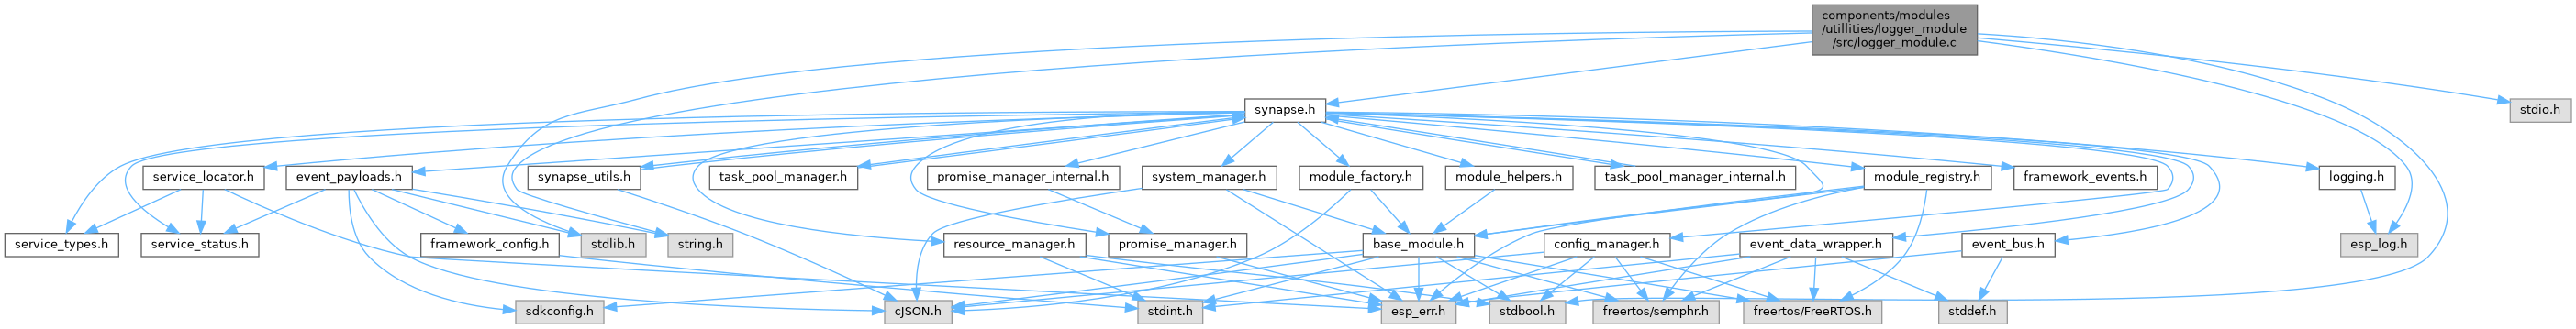 components/modules
/utillities/logger_module
/src/logger_module.c
synapse.h
stdio.h
service_locator.h
event_payloads.h
synapse_utils.h
task_pool_manager.h
promise_manager_internal.h
system_manager.h
module_factory.h
module_helpers.h
task_pool_manager_internal.h
module_registry.h
framework_events.h
logging.h
service_types.h
service_status.h
framework_config.h
stdlib.h
string.h
resource_manager.h
promise_manager.h
base_module.h
config_manager.h
event_data_wrapper.h
event_bus.h
esp_log.h
sdkconfig.h
cJSON.h
stdint.h
esp_err.h
stdbool.h
freertos/semphr.h
freertos/FreeRTOS.h
stddef.h